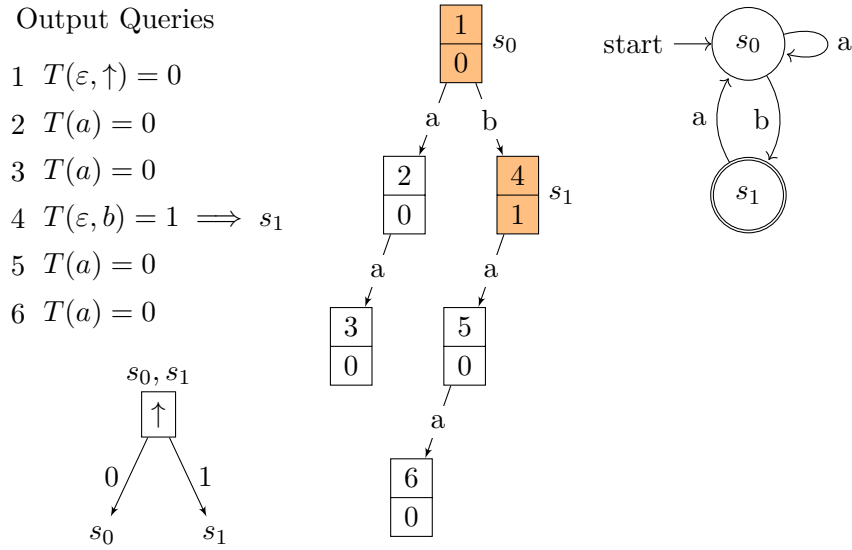 Output Queries
1 T(ε, ↑) = 0
2 T(a) = 0
3 T(a) = 0
4 T(ε, b) = 1 ⟹ s₁
5 T(a) = 0
6 T(a) = 0
s₀, s₁
↑
0 1
s₀ s₁
1
0
s₀
a b
2
0
4
1
s₁
a a
3
0
5
0
a
6
0
start
s₀
a
a b
s₁